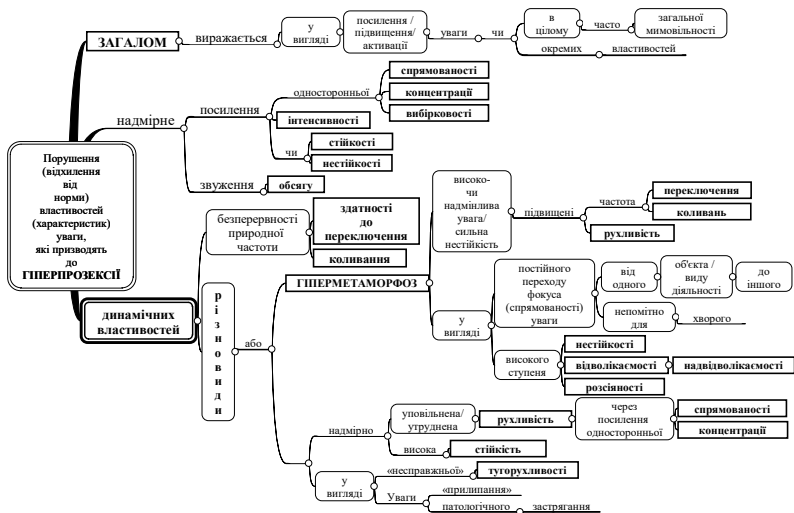 Порушення
(відхилення
від
норми)
властивостей
(характеристик)
уваги,
які призводять
до
ГІПЕРПРОЗЕКСІЇ
ЗАГАЛОМ
виражається
у
вигляді
посилення /
підвищення/
активації
уваги
чи
в
цілому
часто
загальної
мимовільності
окремих
властивостей
надмірне
посилення
односторонньої
спрямованості
концентрації
вибірковості
інтенсивності
чи
стійкості
нестейкості
звуження
обсягу
динамічних
властивостей
безперервності
природної
частоти
здатності
до
переключення
коливання
р
і
з
н
о
в
и
д
и
або
ГІПЕРМЕТАМОРФОЗ
високо-
чи
надмінлива
увага/
сильна
нестійкість
підвищені
частота
переключення
коливань
рухливість
у
вигляді
постійного
переходу
фокуса
(спрямованості)
уваги
від
одного
об'єкта /
виду
діяльності
до
іншого
непомітно
для
хворого
високого
ступеня
нестійкості
відволікаємості
надвідволікаємості
розсіяності
надмірно
уповільнена/
утруднена
рухливість
через
посилення
односторонньої
спрямованості
концентрації
висока
стійкість
у
вигляді
«несправжньої»
тугорухливості
Уваги
«прилипання»
патологічного
застрягання